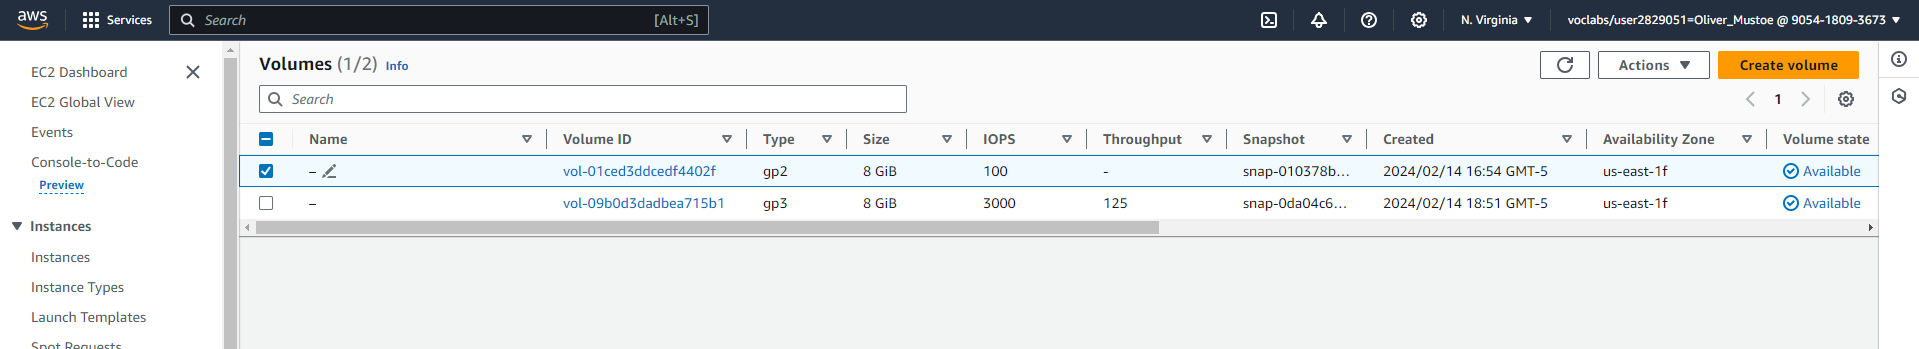 aws Services Search [Alt+S] N. Virginia voclabs/user2829051=Oliver_Mustoe @ 9054-1809-3673
EC2 Dashboard
EC2 Global View
Events
Console-to-Code
Preview
Instances
Instances
Instance Types
Launch Templates
Spot Requests
Volumes (1/2) Info Actions Create volume
Search 1
Name Volume ID Type Size IOPS Throughput Snapshot Created Availability Zone Volume state
– vol-01ced3ddcedf4402f gp2 8 GiB 100 - snap-010378b... 2024/02/14 16:54 GMT-5 us-east-1f Available
– vol-09b0d3dadbea715b1 gp3 8 GiB 3000 125 snap-0da04c6... 2024/02/14 18:51 GMT-5 us-east-1f Available